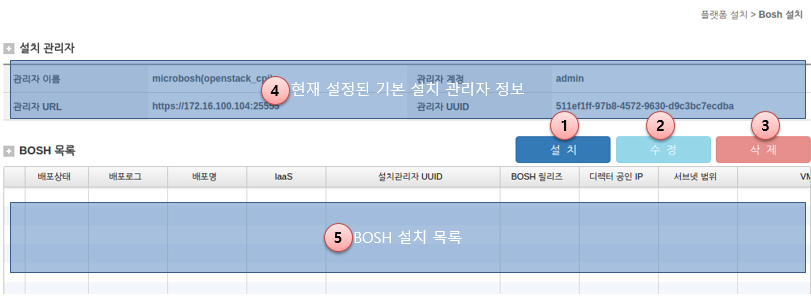 플랫폼 설치 > Bosh 설치
설치 관리자
관리자 이름 microbosh(openstack_cpi) 관리자 계정 admin
4 현재 설정된 기본 설치 관리자 정보
관리자 URL https://172.16.100.104:25555 관리자 UUID 511ef1ff-97b8-4572-9630-d9c3bc7ecdba
1 2 3
BOSH 목록 설 치 수 정 삭 제
배포상태 배포로그 배포명 IaaS 설치관리자 UUID BOSH 릴리즈 디렉터 공인 IP 서브넷 범위 VM
5 BOSH 설치 목록